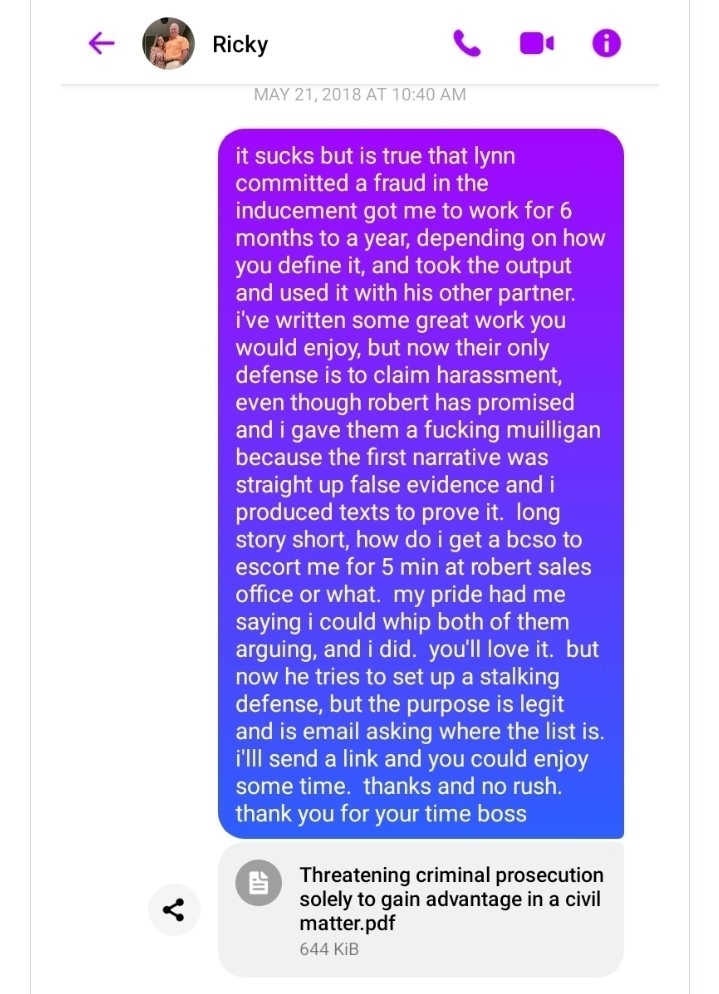 Ricky
MAY 21, 2018 AT 10:40 AM
it sucks but is true that lynn
committed a fraud in the
inducement got me to work for 6
months to a year, depending on how
you define it, and took the output
and used it with his other partner.
i've written some great work you
would enjoy, but now their only
defense is to claim harassment,
even though robert has promised
and i gave them a fucking muilligan
because the first narrative was
straight up false evidence and i
produced texts to prove it.  long
story short, how do i get a bcso to
escort me for 5 min at robert sales
office or what.  my pride had me
saying i could whip both of them
arguing, and i did.  you'll love it.  but
now he tries to set up a stalking
defense, but the purpose is legit
and is email asking where the list is.
i'lll send a link and you could enjoy
some time.  thanks and no rush.
thank you for your time boss
Threatening criminal prosecution
solely to gain advantage in a civil
matter.pdf
644 KiB